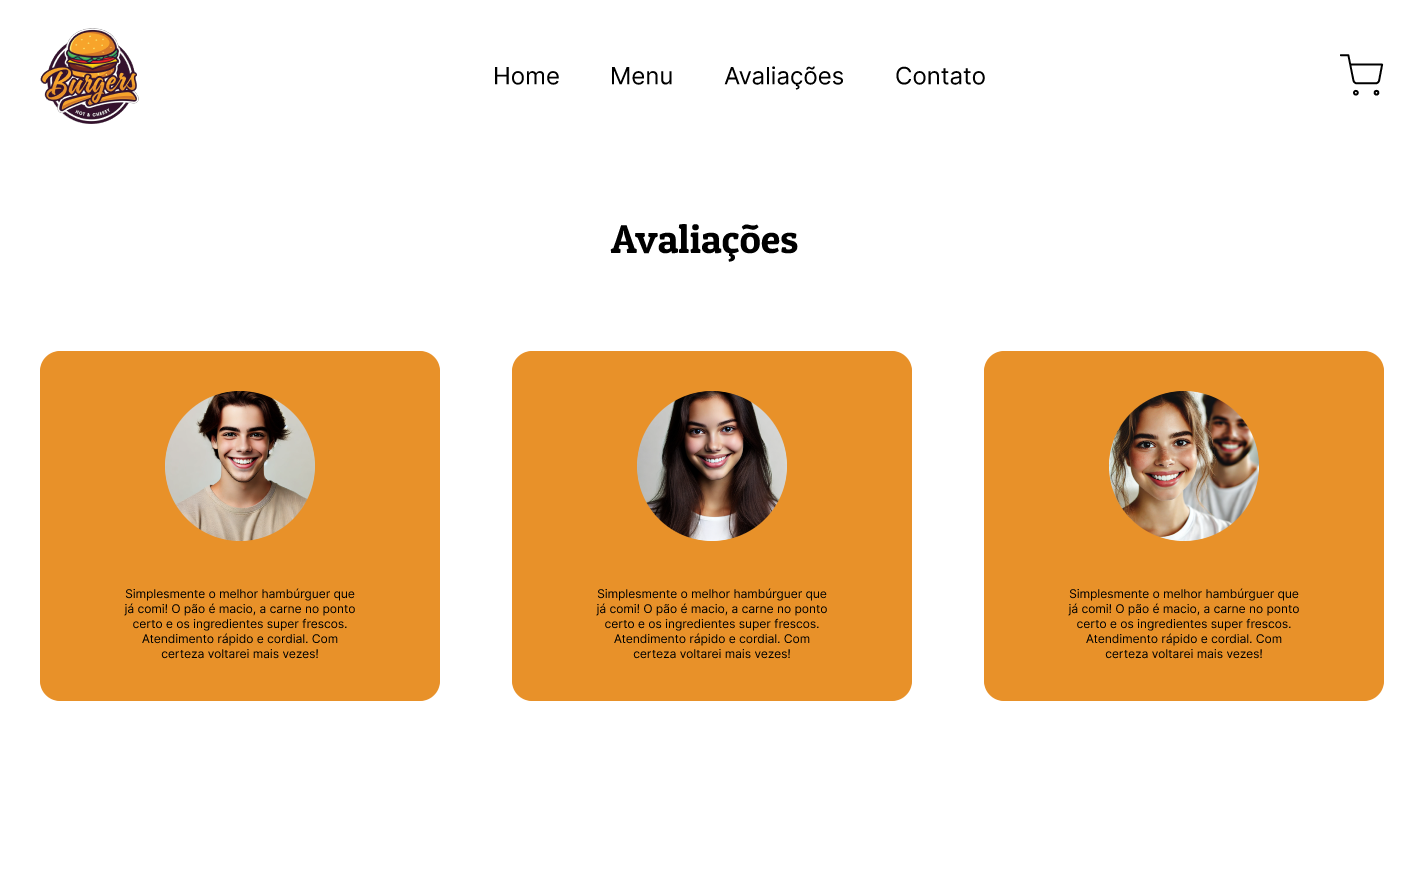 Burgers
HOT & CHEESY
Home Menu Avaliações Contato
Avaliações
Simplesmente o melhor hambúrguer que
já comi! O pão é macio, a carne no ponto
certo e os ingredientes super frescos.
Atendimento rápido e cordial. Com
certeza voltarei mais vezes!
Simplesmente o melhor hambúrguer que
já comi! O pão é macio, a carne no ponto
certo e os ingredientes super frescos.
Atendimento rápido e cordial. Com
certeza voltarei mais vezes!
Simplesmente o melhor hambúrguer que
já comi! O pão é macio, a carne no ponto
certo e os ingredientes super frescos.
Atendimento rápido e cordial. Com
certeza voltarei mais vezes!